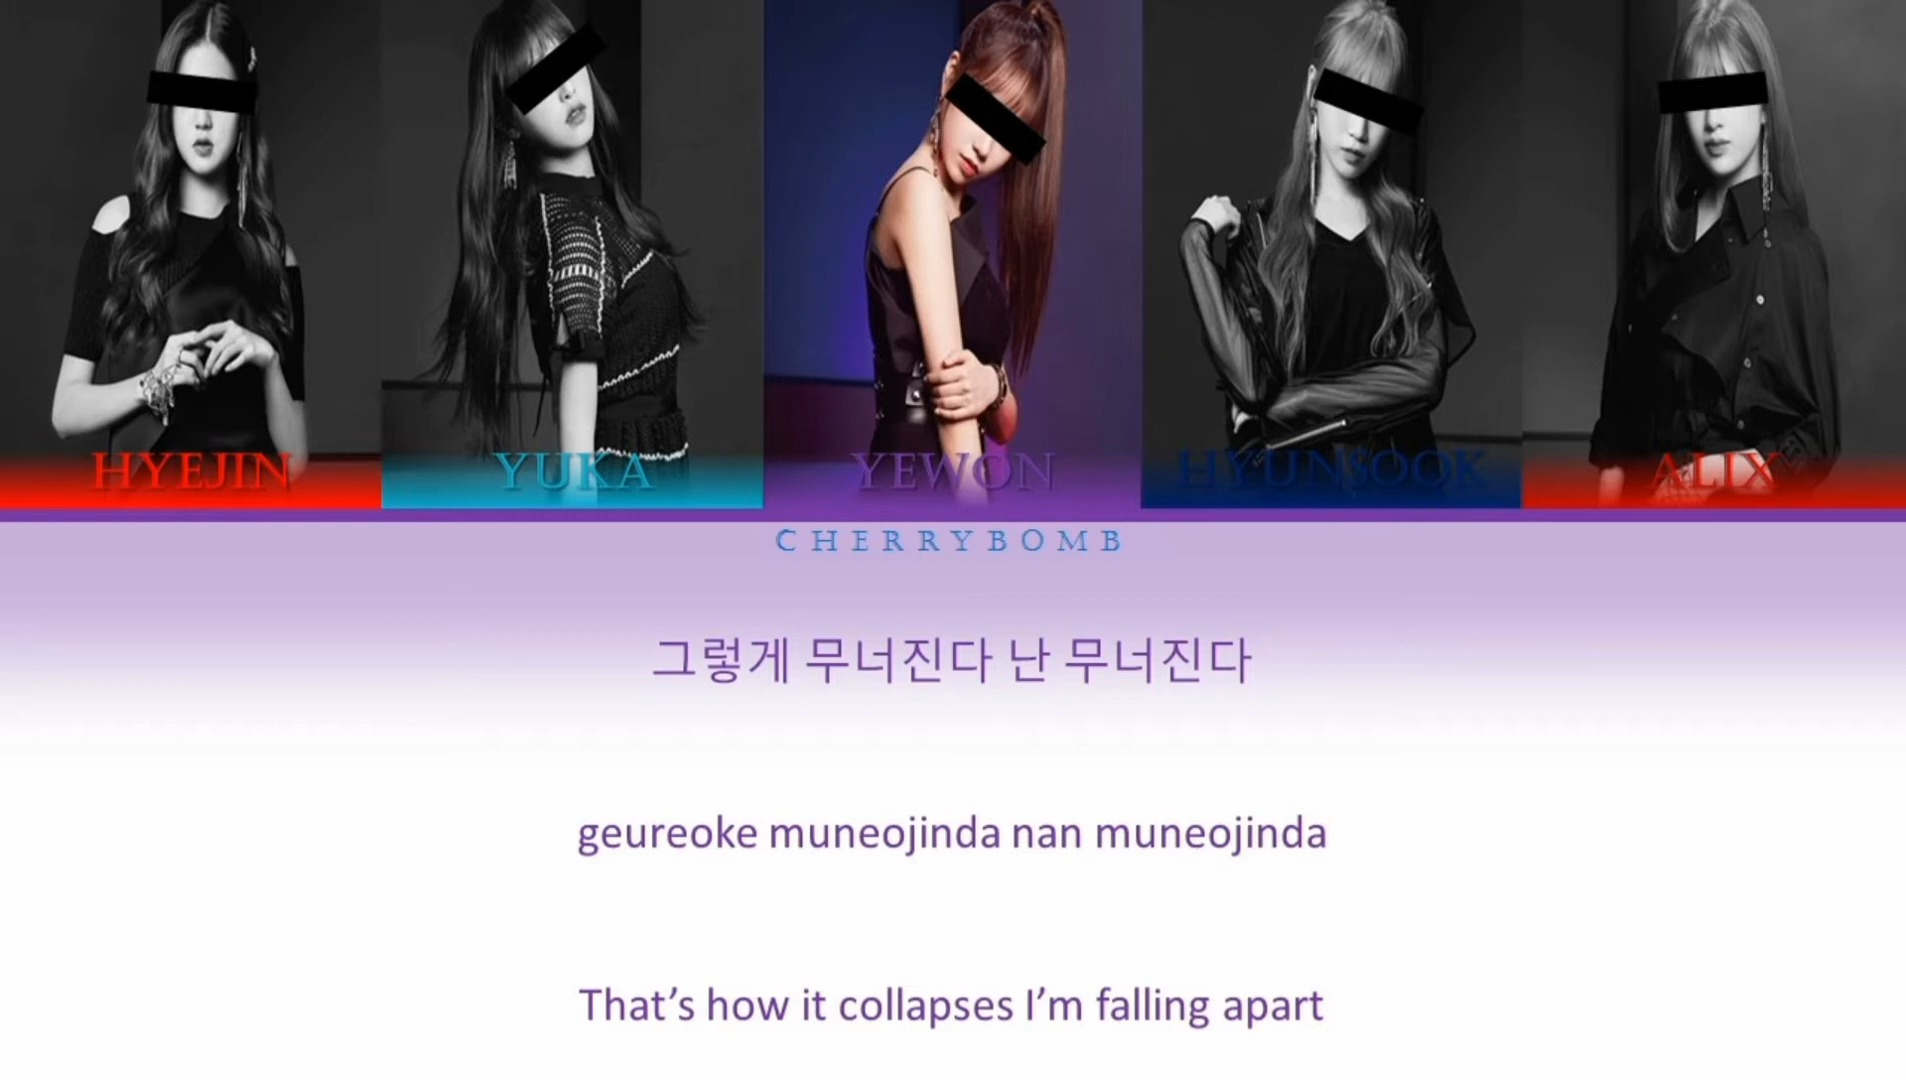 HYEJIN YUKA YEWON HYUNSOOK ALIX
CHERRYBOMB
그렇게 무너진다 난 무너진다
geureoke muneojinda nan muneojinda
That’s how it collapses I’m falling apart